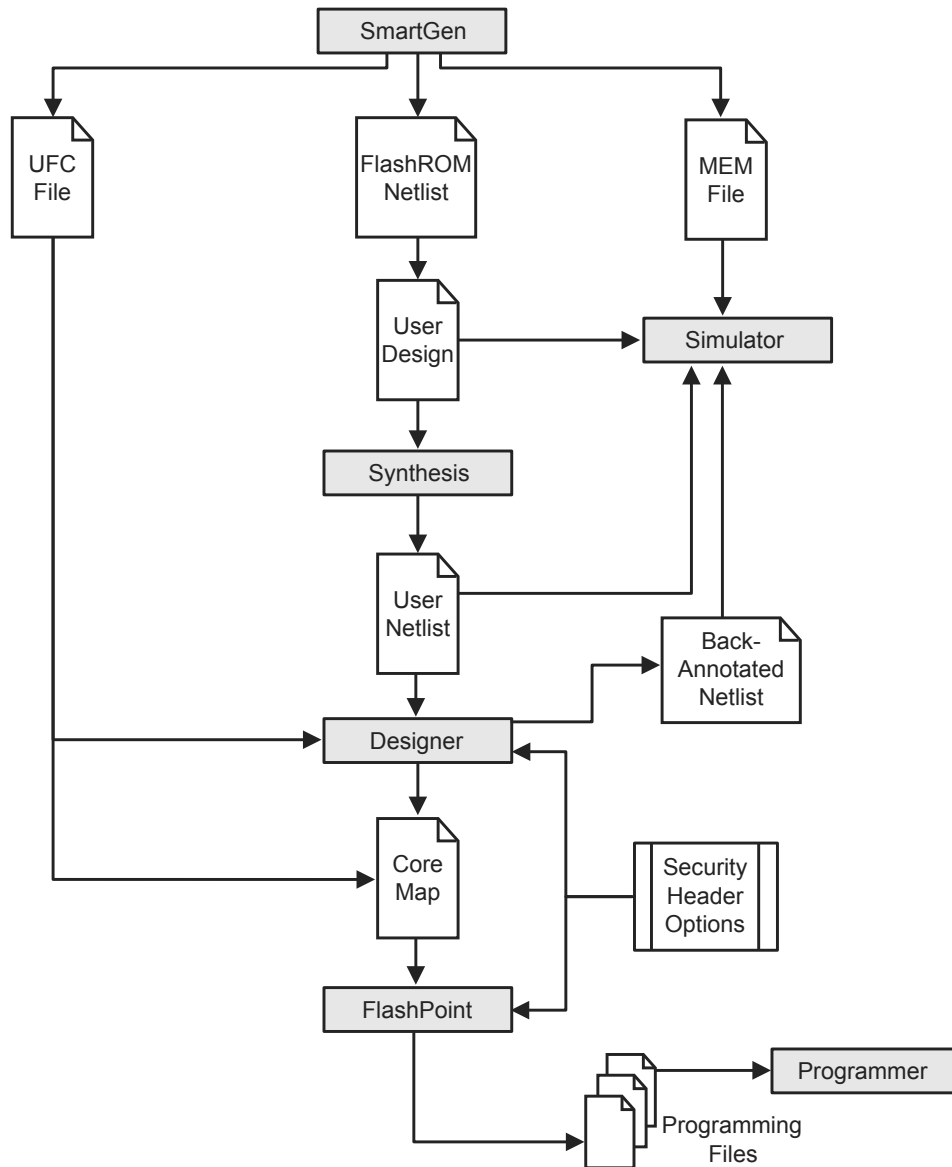 SmartGen
UFC
File
FlashROM
Netlist
MEM
File
User
Design
Simulator
Synthesis
User
Netlist
Back-
Annotated
Netlist
Designer
Core
Map
Security
Header
Options
FlashPoint
Programmer
Programming
Files